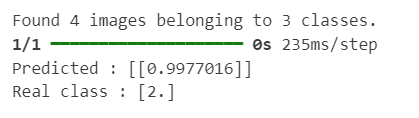 Found 4 images belonging to 3 classes.
1/1 ━━━━━━━━━━━━━━━━━━━━ 0s 235ms/step
Predicted : [[0.9977016]]
Real class : [2.]